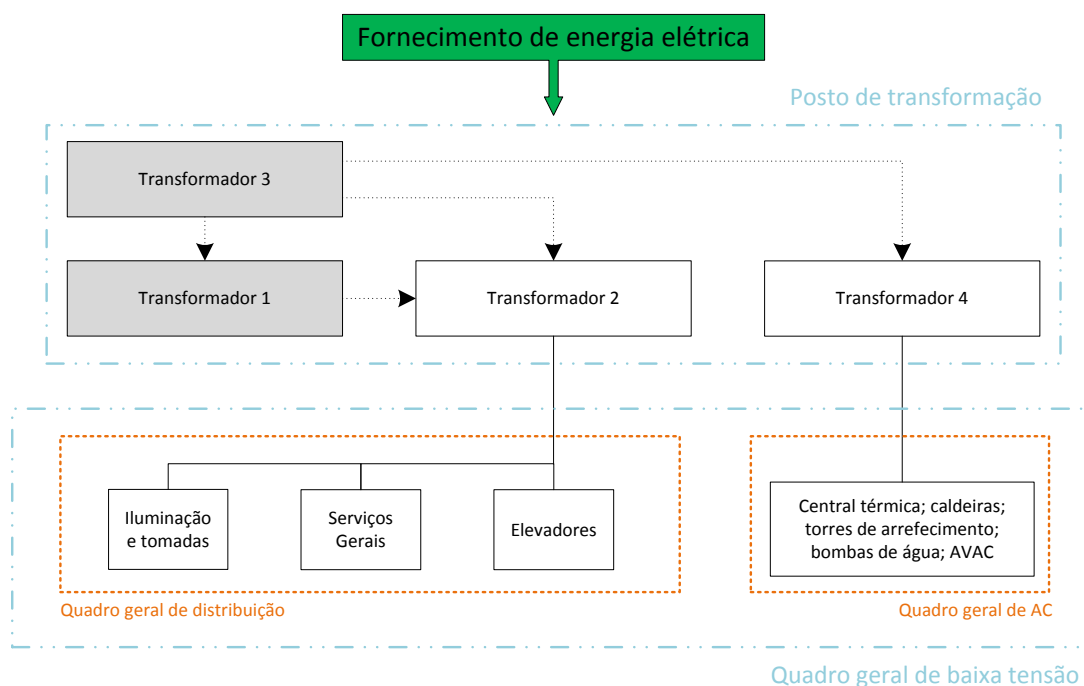 Fornecimento de energia elétrica
Posto de transformação
Transformador 3
Transformador 1
Transformador 2
Transformador 4
Iluminação
e tomadas
Serviços
Gerais
Elevadores
Central térmica; caldeiras;
torres de arrefecimento;
bombas de água; AVAC
Quadro geral de distribuição
Quadro geral de AC
Quadro geral de baixa tensão